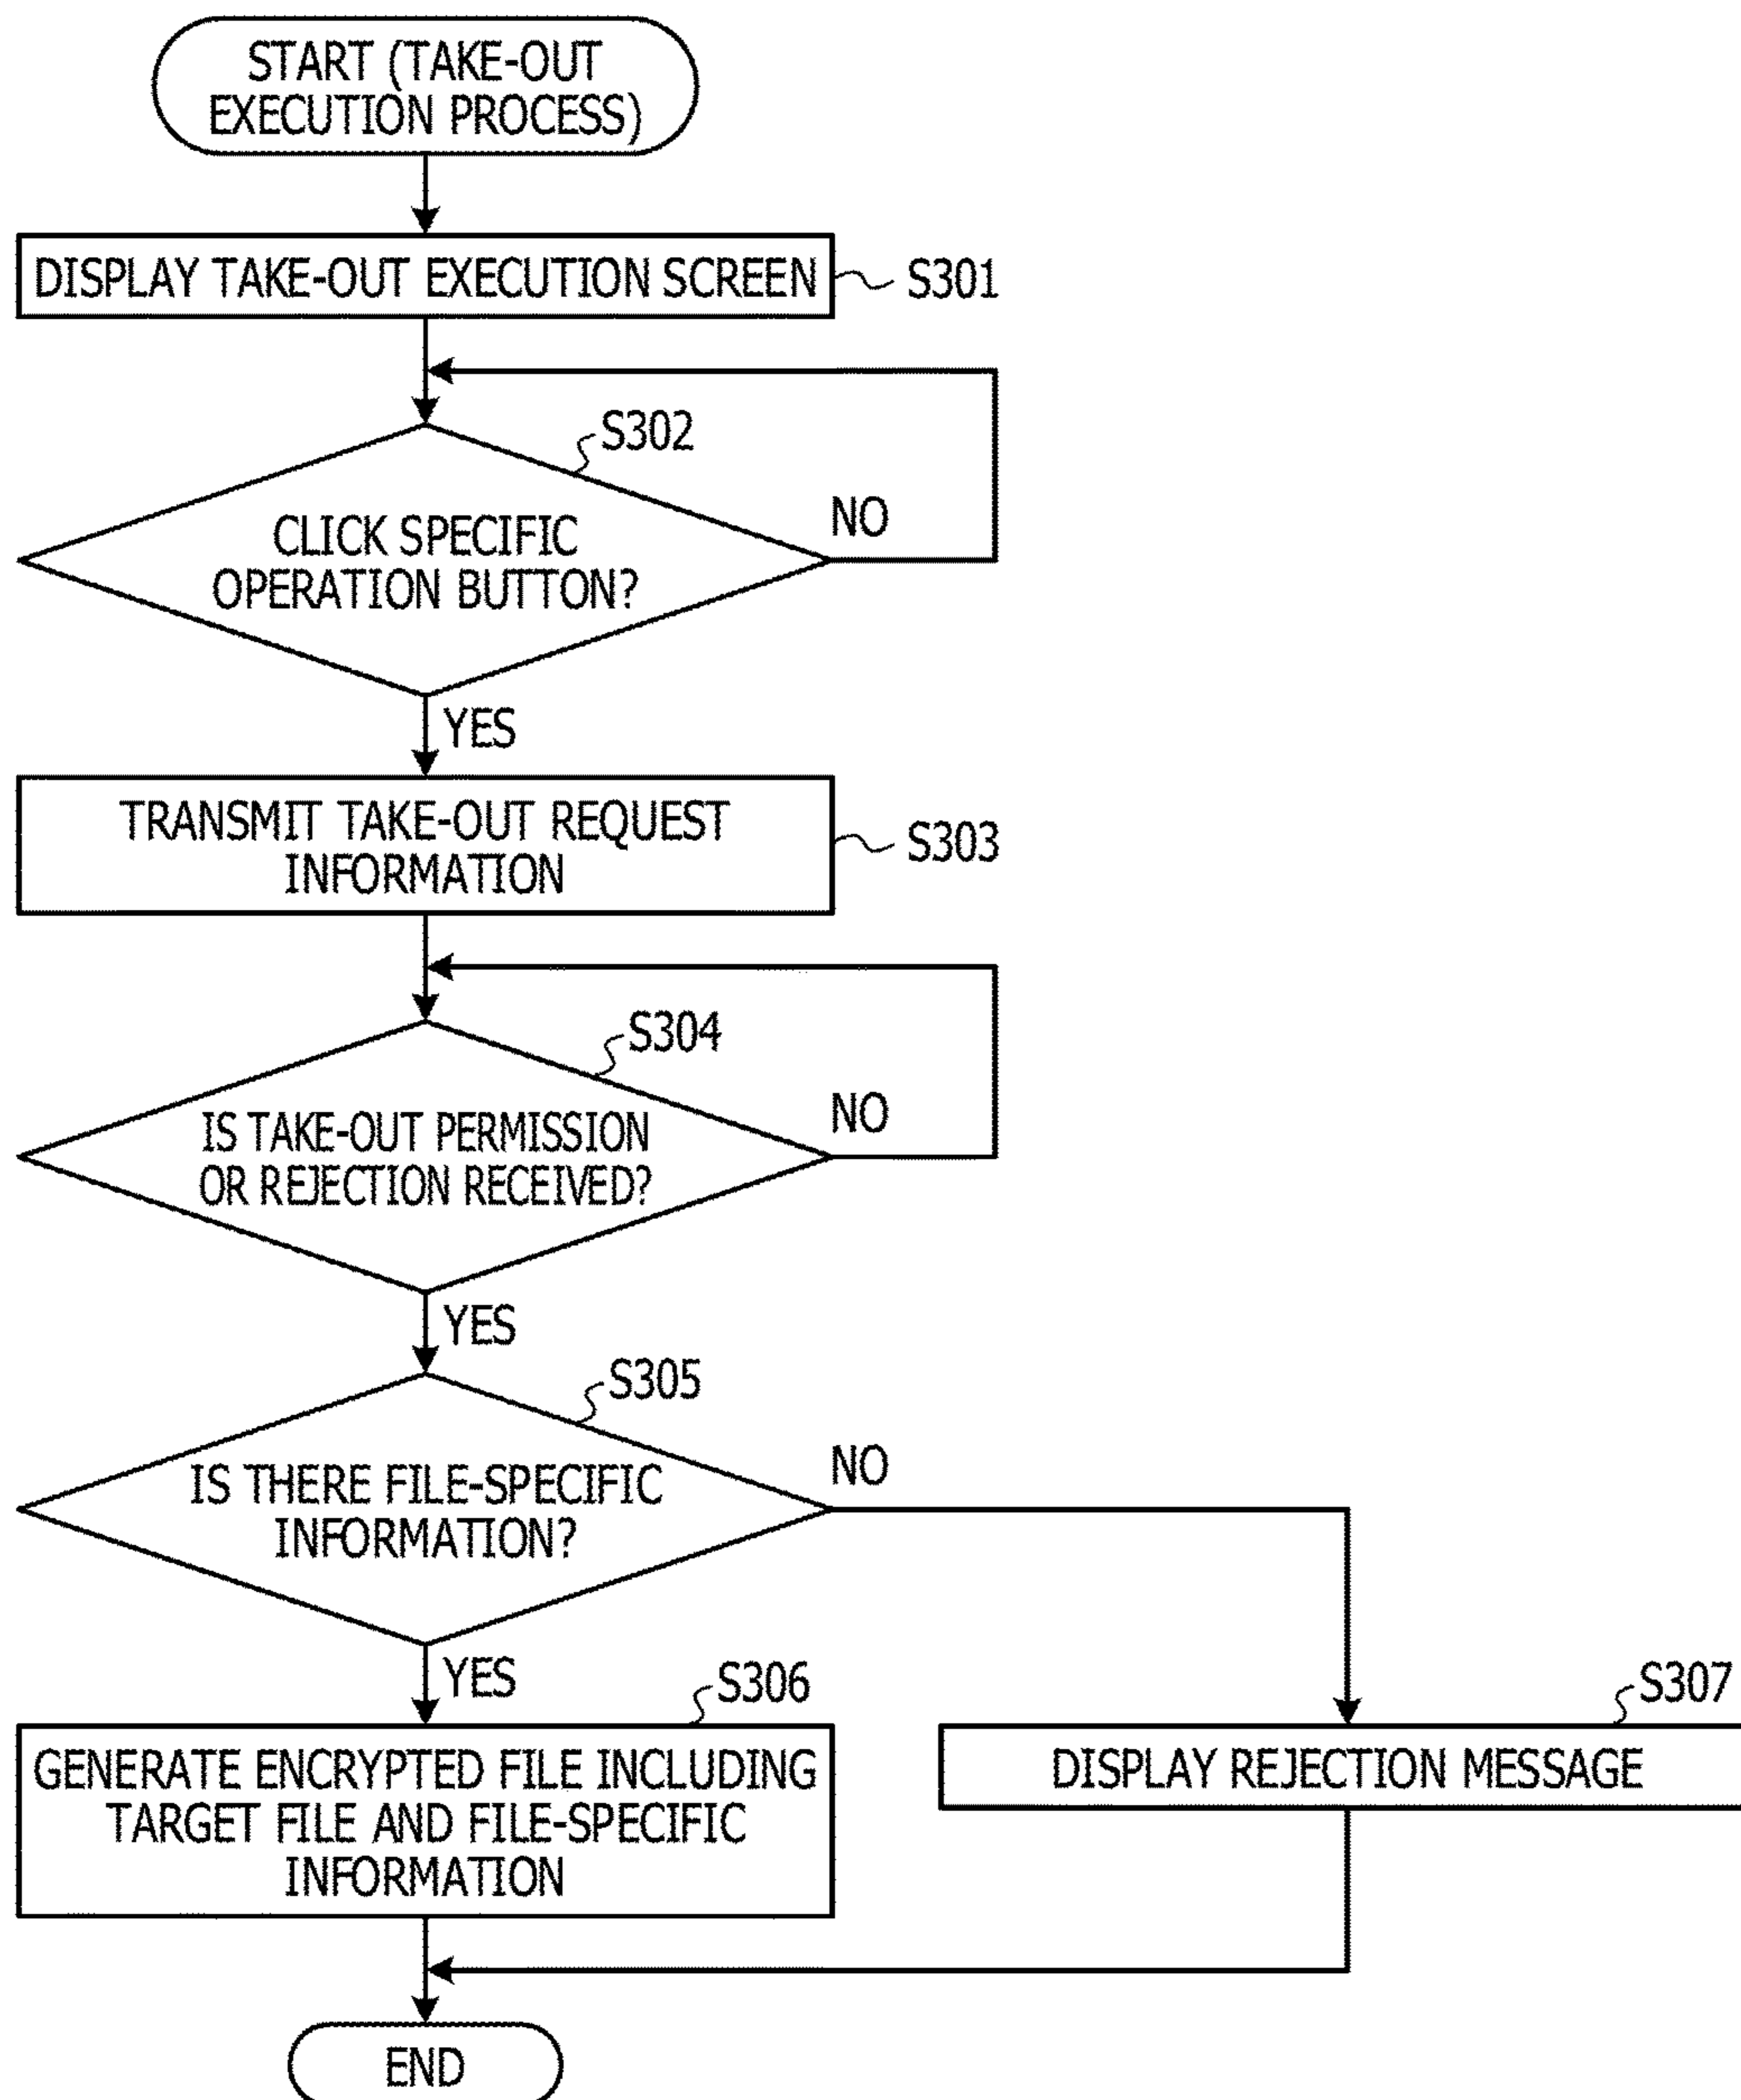 START (TAKE-OUT
EXECUTION PROCESS)
DISPLAY TAKE-OUT EXECUTION SCREEN
S301
S302
CLICK SPECIFIC
OPERATION BUTTON?
NO
YES
TRANSMIT TAKE-OUT REQUEST
INFORMATION
S303
S304
IS TAKE-OUT PERMISSION
OR REJECTION RECEIVED?
NO
YES
S305
IS THERE FILE-SPECIFIC
INFORMATION?
NO
YES
S306
GENERATE ENCRYPTED FILE INCLUDING
TARGET FILE AND FILE-SPECIFIC
INFORMATION
S307
DISPLAY REJECTION MESSAGE
END